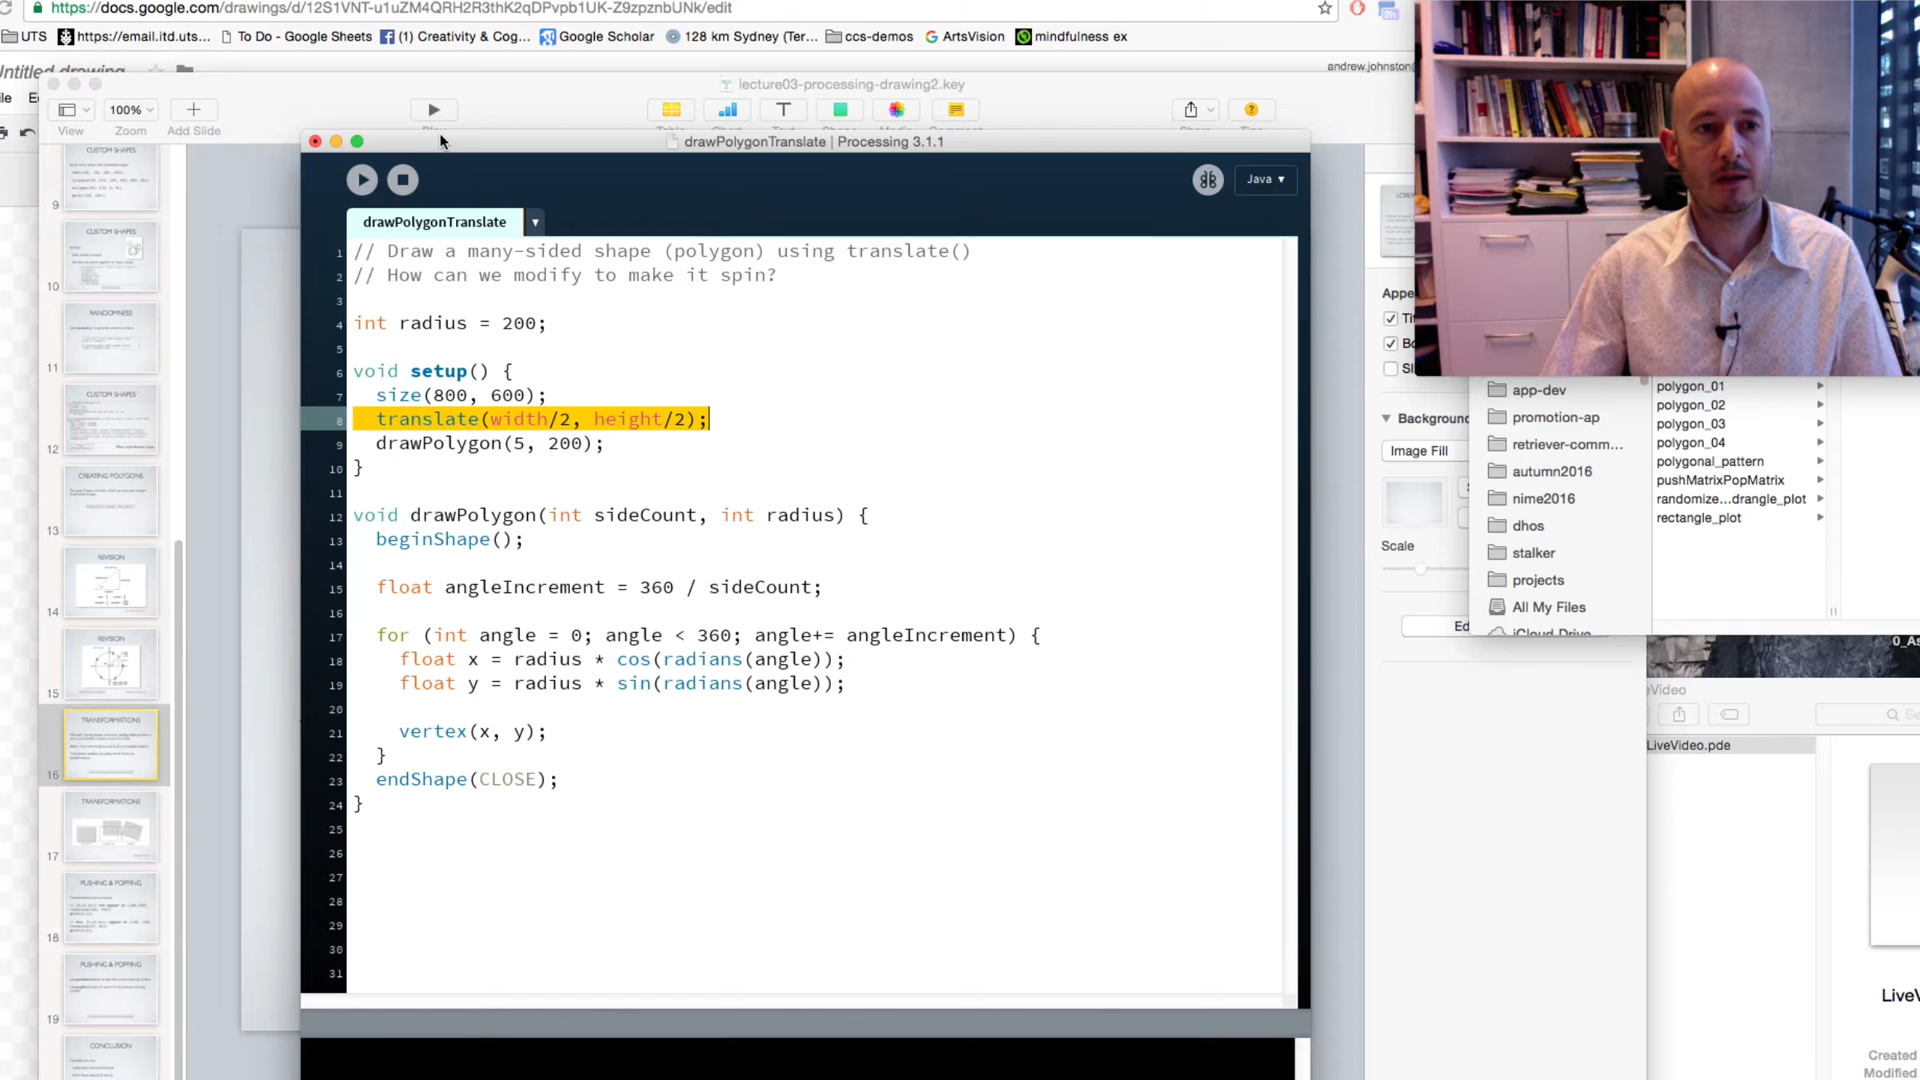 https://docs.google.com/drawings/d/12S1VNT-u1uZM4QRH2R3thK2qDPvpb1UK-Z9zpznbUNk/edit
UTS https://email.itd.uts... To Do - Google Sheets (1) Creativity & Cog... Google Scholar 128 km Sydney (Ter... ccs-demos ArtsVision mindfulness ex
Untitled drawing
andrew.johnston@
lecture03-processing-drawing2.key
100%
View Zoom Add Slide
drawPolygonTranslate | Processing 3.1.1
Java
drawPolygonTranslate
1 // Draw a many-sided shape (polygon) using translate()
2 // How can we modify to make it spin?
3
4 int radius = 200;
5
6 void setup() {
7 size(800, 600);
8 translate(width/2, height/2);
9 drawPolygon(5, 200);
10 }
11
12 void drawPolygon(int sideCount, int radius) {
13 beginShape();
14
15 float angleIncrement = 360 / sideCount;
16
17 for (int angle = 0; angle < 360; angle+= angleIncrement) {
18 float x = radius * cos(radians(angle));
19 float y = radius * sin(radians(angle));
20
21 vertex(x, y);
22 }
23 endShape(CLOSE);
24 }
25
26
27
28
29
30
31
CUSTOM SHAPES
9
CUSTOM SHAPES
10
RANDOMNESS
11
CUSTOM SHAPES
12
CREATING POLYGONS
13
REVISION
14
REVISION
15
TRANSFORMATIONS
16
TRANSFORMATIONS
17
PUSHING & POPPING
18
PUSHING & POPPING
19
CONCLUSION
Appe
Background
Image Fill
Scale
app-dev
promotion-ap
retriever-comm...
autumn2016
nime2016
dhos
stalker
projects
All My Files
iCloud Drive
polygon_01
polygon_02
polygon_03
polygon_04
polygonal_pattern
pushMatrixPopMatrix
randomize...drangle_plot
rectangle_plot
0_As
Video
LiveVideo.pde
LiveV
Created
Modified